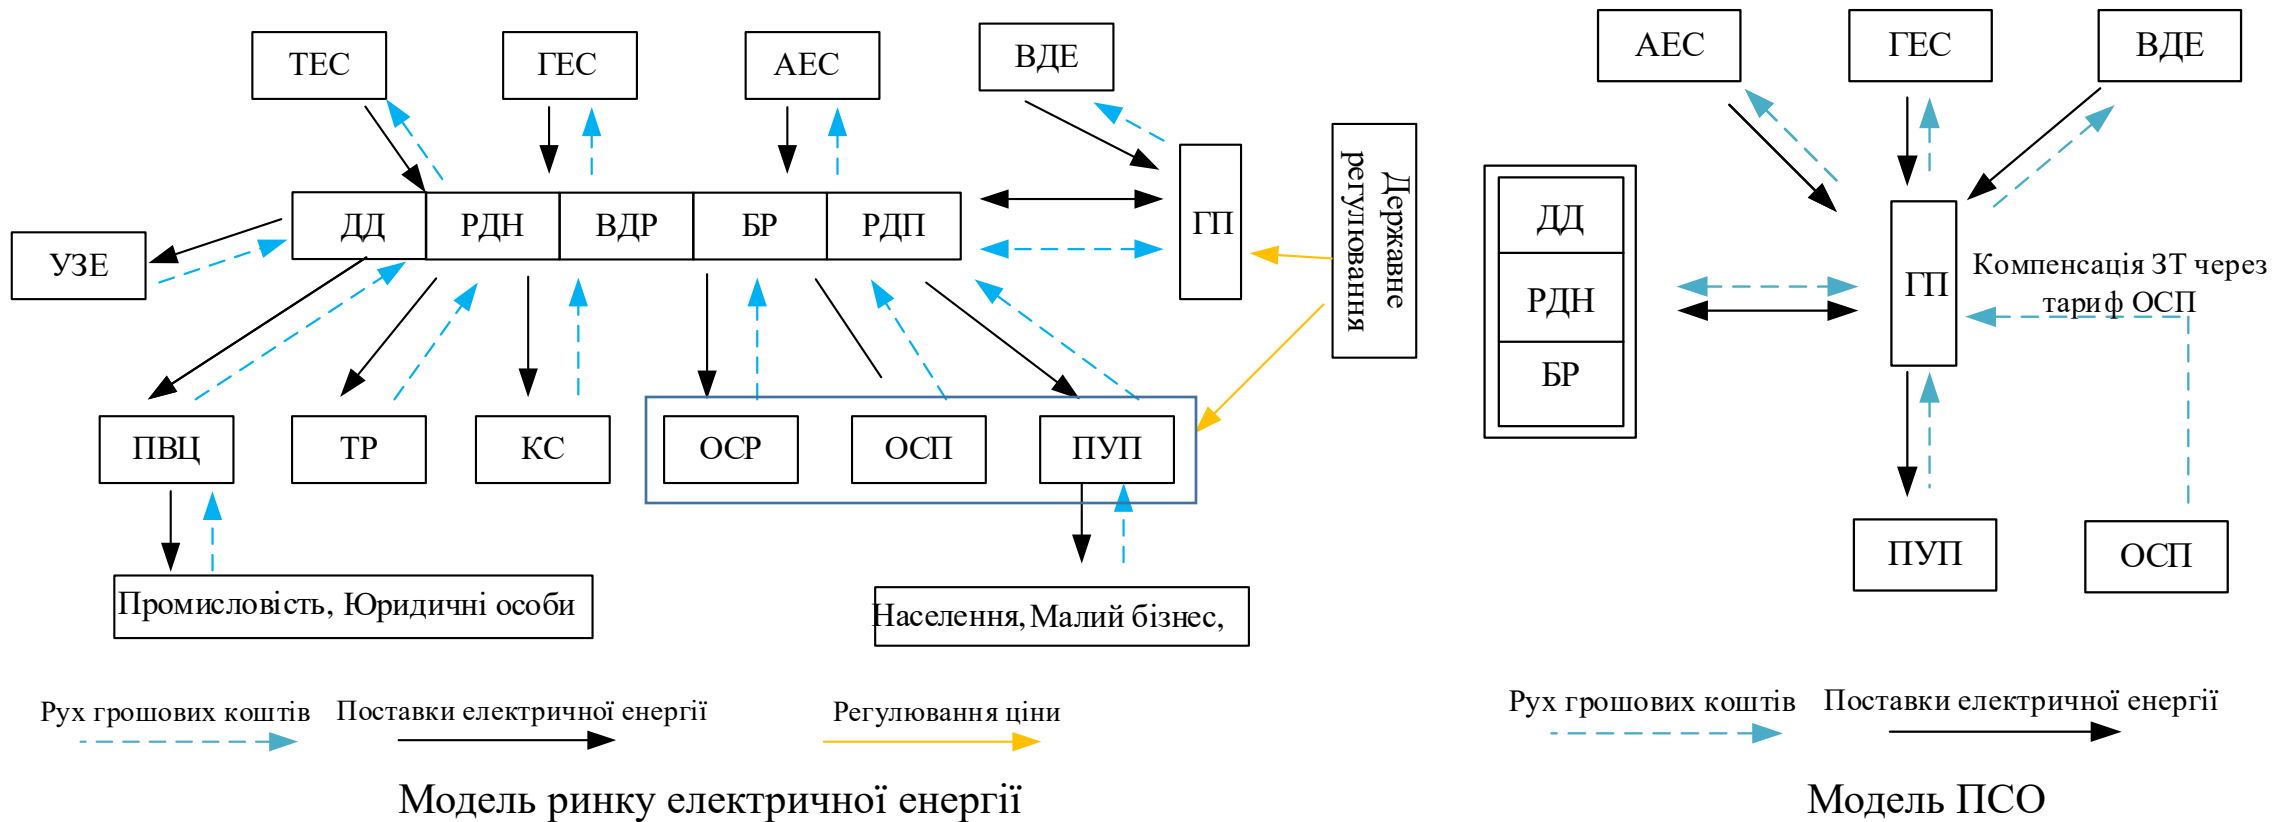 ТЕС
ГЕС
АЕС
ВДЕ
ДД
РДН
ВДР
БР
РДП
ГП
Державне
регулювання
УЗЕ
ПВЦ
ТР
КС
ОСР
ОСП
ПУП
Промисловість, Юридичні особи
Населення, Малий бізнес,
Рух грошових коштів
Поставки електричної енергії
Регулювання ціни
Модель ринку електричної енергії
АЕС
ГЕС
ВДЕ
ДД
РДН
БР
ГП
Компенсація ЗТ через
тариф ОСП
ПУП
ОСП
Рух грошових коштів
Поставки електричної енергії
Модель ПСО